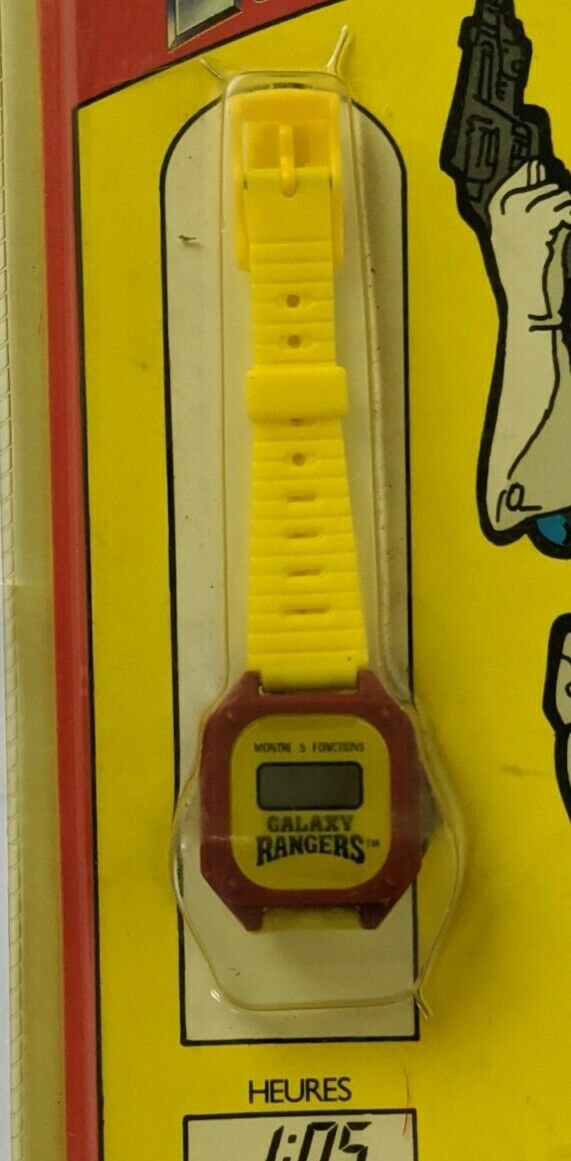 MONTRE 5 FONCTIONS
GALAXY
RANGERS™
HEURES
1:05